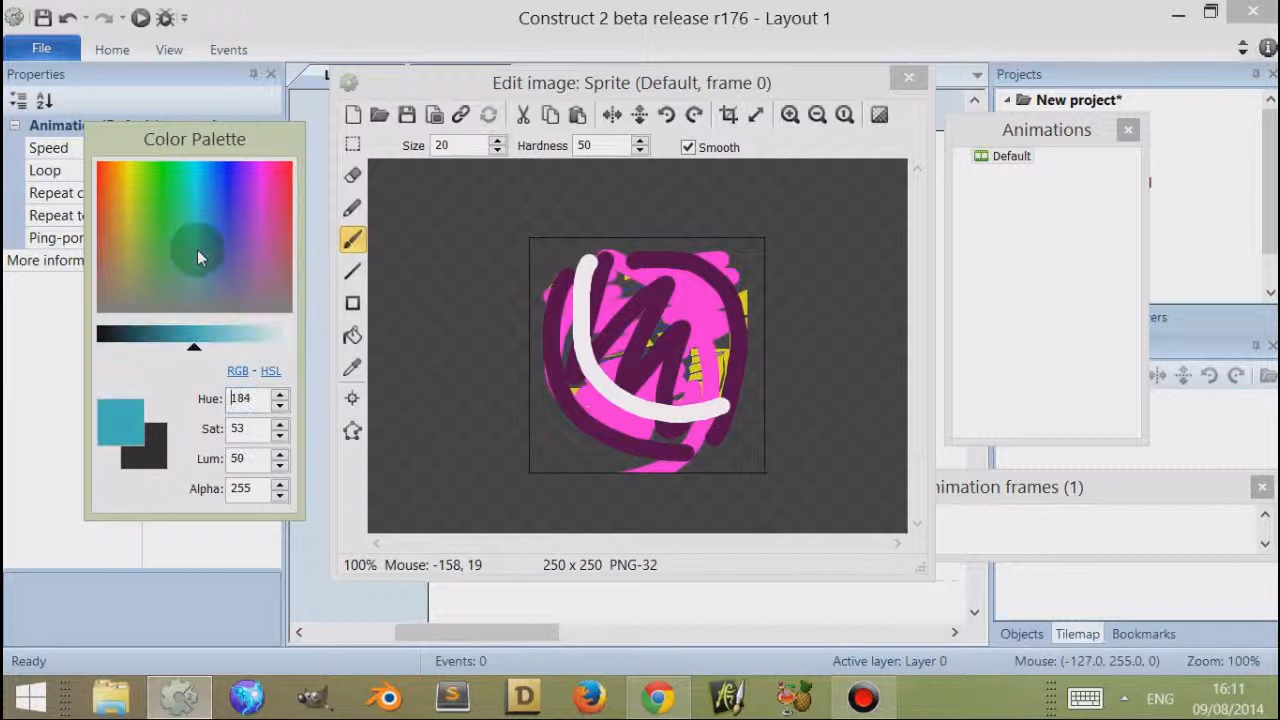 Construct 2 beta release r176 - Layout 1
File
Home
View
Events
Properties
Edit image: Sprite (Default, frame 0)
Projects
New project*
Color Palette
Speed
Loop
Repeat
More inform
Ping-por
Size 20
Hardness 50
Smooth
Animations
Default
RGB - HSL
Hue: 184
Sat: 53
Lum: 50
Alpha: 255
imation frames (1)
100% Mouse: -158, 19
250 x 250 PNG-32
Objects
Tilemap
Bookmarks
Ready
Events: 0
Active layer: Layer 0
Mouse: (-127.0, 255.0, 0)
Zoom: 100%
ENG
16:11
09/08/2014